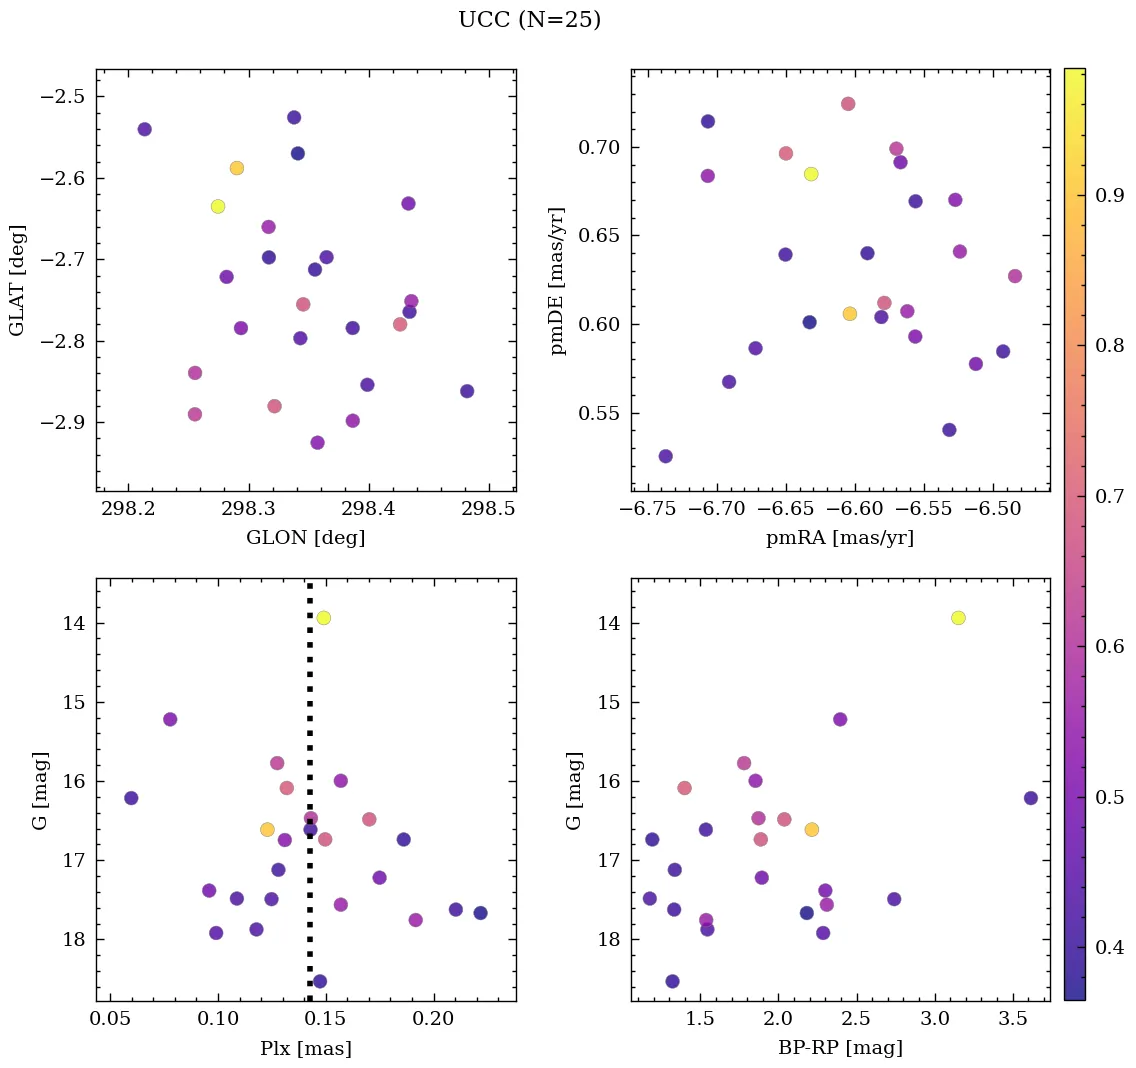 UCC (N=25)
−2.5
−2.6
−2.7
−2.8
−2.9
GLAT [deg]
298.2 298.3 298.4 298.5
GLON [deg]
0.70
0.65
0.60
0.55
pmDE [mas/yr]
−6.75 −6.70 −6.65 −6.60 −6.55 −6.50
pmRA [mas/yr]
14
15
16
17
18
G [mag]
0.05 0.10 0.15 0.20
Plx [mas]
14
15
16
17
18
G [mag]
1.5 2.0 2.5 3.0 3.5
BP-RP [mag]
0.9
0.8
0.7
0.6
0.5
0.4